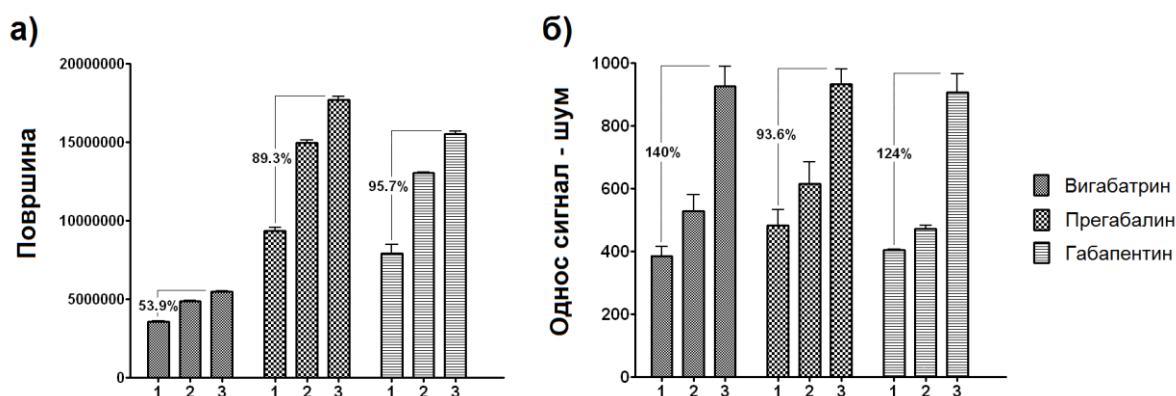 а)
Површина
20000000
15000000
10000000
5000000
0
53.9%
89.3%
95.7%
1 2 3 1 2 3 1 2 3
б)
Однос сигнал - шум
1000
800
600
400
200
0
140%
93.6%
124%
1 2 3 1 2 3 1 2 3
Вигабатрин
Прегабалин
Габапентин